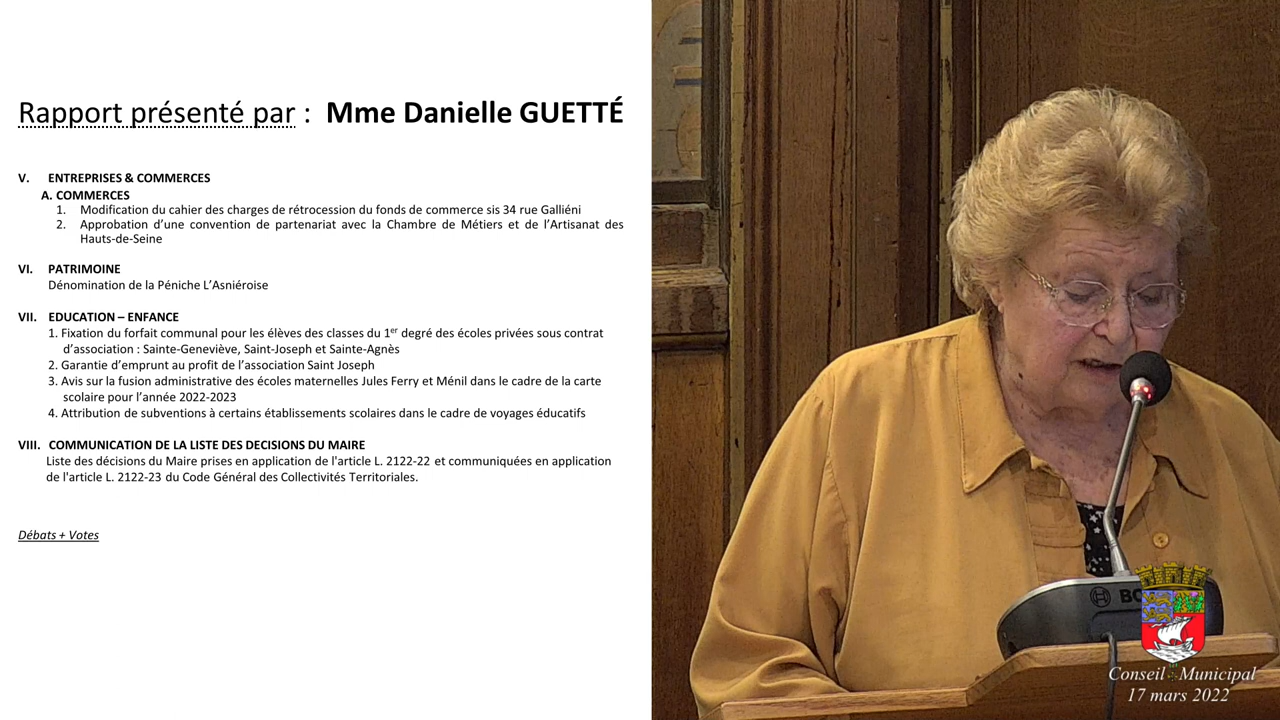 Rapport présenté par : Mme Danielle GUETTÉ
V. ENTREPRISES & COMMERCES
A. COMMERCES
1. Modification du cahier des charges de rétrocession du fonds de commerce sis 34 rue Galliéni
2. Approbation d'une convention de partenariat avec la Chambre de Métiers et de l'Artisanat des
Hauts-de-Seine
VI. PATRIMOINE
Dénomination de la Péniche L'Asniéroise
VII. EDUCATION – ENFANCE
1. Fixation du forfait communal pour les élèves des classes du 1er degré des écoles privées sous contrat
d'association : Sainte-Geneviève, Saint-Joseph et Sainte-Agnès
2. Garantie d'emprunt au profit de l'association Saint Joseph
3. Avis sur la fusion administrative des écoles maternelles Jules Ferry et Ménil dans le cadre de la carte
scolaire pour l'année 2022-2023
4. Attribution de subventions à certains établissements scolaires dans le cadre de voyages éducatifs
VIII. COMMUNICATION DE LA LISTE DES DECISIONS DU MAIRE
Liste des décisions du Maire prises en application de l'article L. 2122-22 et communiquées en application
de l'article L. 2122-23 du Code Général des Collectivités Territoriales.
Débats + Votes
Conseil Municipal
17 mars 2022